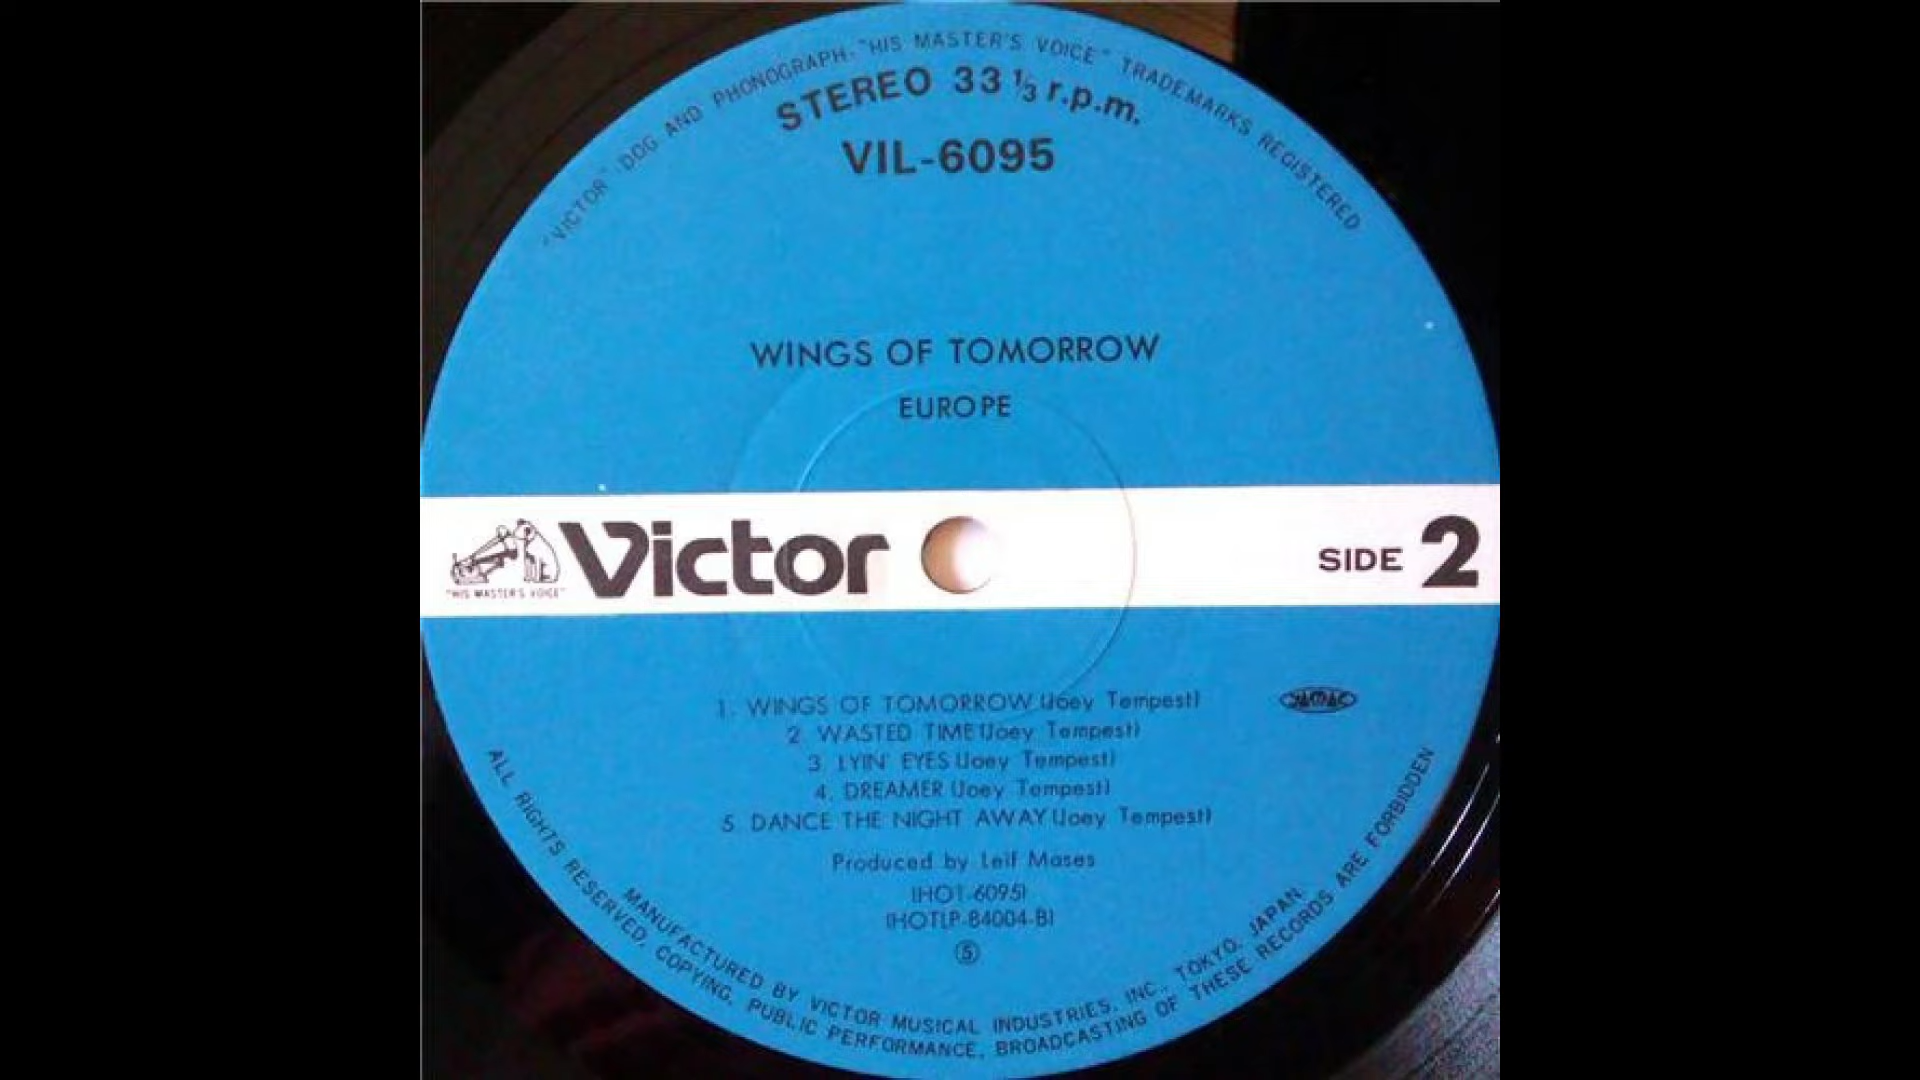 "VICTOR" DOG AND PHONOGRAPH-"HIS MASTER'S VOICE" TRADEMARKS REGISTERED
STEREO 33 1/3 r.p.m.
VIL-6095
WINGS OF TOMORROW
EUROPE
"HIS MASTER'S VOICE"
Victor
SIDE 2
1. WINGS OF TOMORROW (Joey Tempest)
2. WASTED TIME (Joey Tempest)
3. LYIN' EYES (Joey Tempest)
4. DREAMER (Joey Tempest)
5. DANCE THE NIGHT AWAY (Joey Tempest)
Produced by Leif Mases
(HOT-6095)
(HOTLP-84004-B)
⑤
MANUFACTURED BY VICTOR MUSICAL INDUSTRIES, INC., TOKYO, JAPAN.
ALL RIGHTS RESERVED. COPYING, PUBLIC PERFORMANCE, BROADCASTING OF THESE RECORDS ARE FORBIDDEN